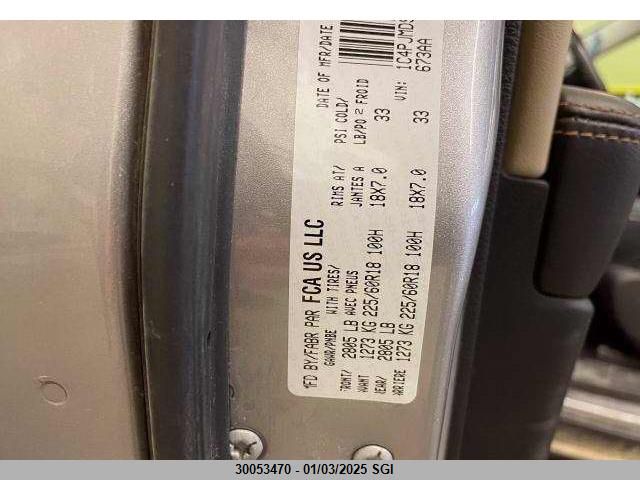 MFD BY/FABR PAR FCA US LLC DATE OF MFR/DATE
GAWR/PNBE WITH TIRES/ RIMS AT/ PSI COLD/
FRONT/ 2805 LB AVEC PNEUS JANTES A LB/PO 2 FROID
AVANT 1273 KG 225/60R18 100H 18X7.0 33
REAR/ 2805 LB VIN: 1C4PJMD
ARRIERE 1273 KG 225/60R18 100H 18X7.0 33 673AA
30053470 - 01/03/2025 SGI